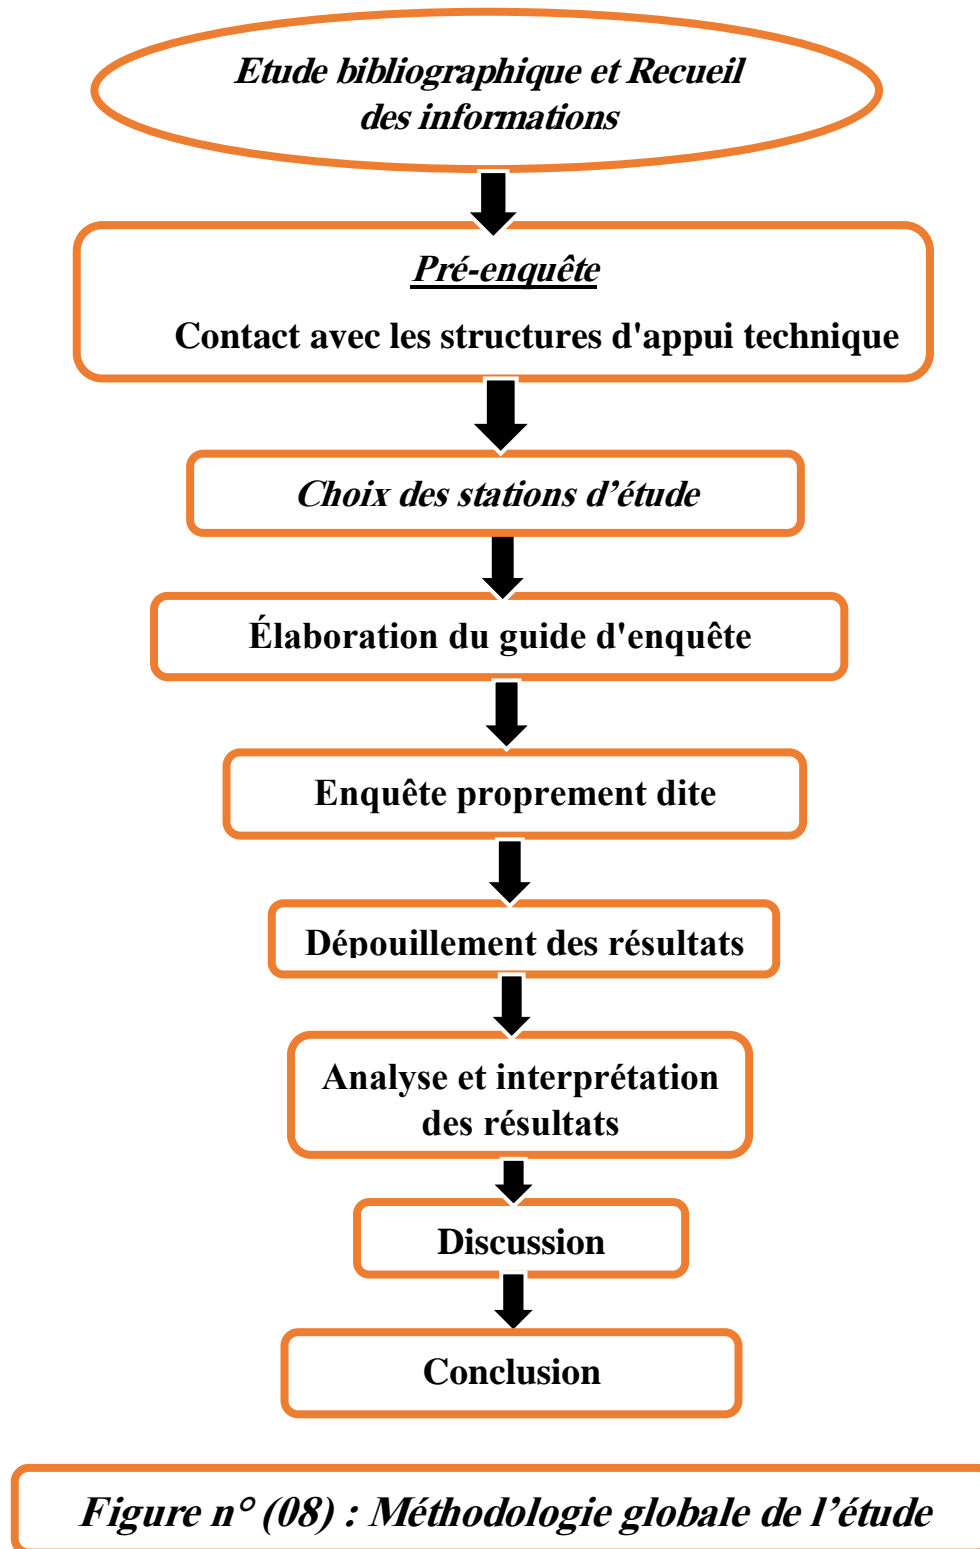 Etude bibliographique et Recueil
des informations
Pré-enquête
Contact avec les structures d'appui technique
Choix des stations d’étude
Élaboration du guide d'enquête
Enquête proprement dite
Dépouillement des résultats
Analyse et interprétation
des résultats
Discussion
Conclusion
Figure n° (08) : Méthodologie globale de l’étude